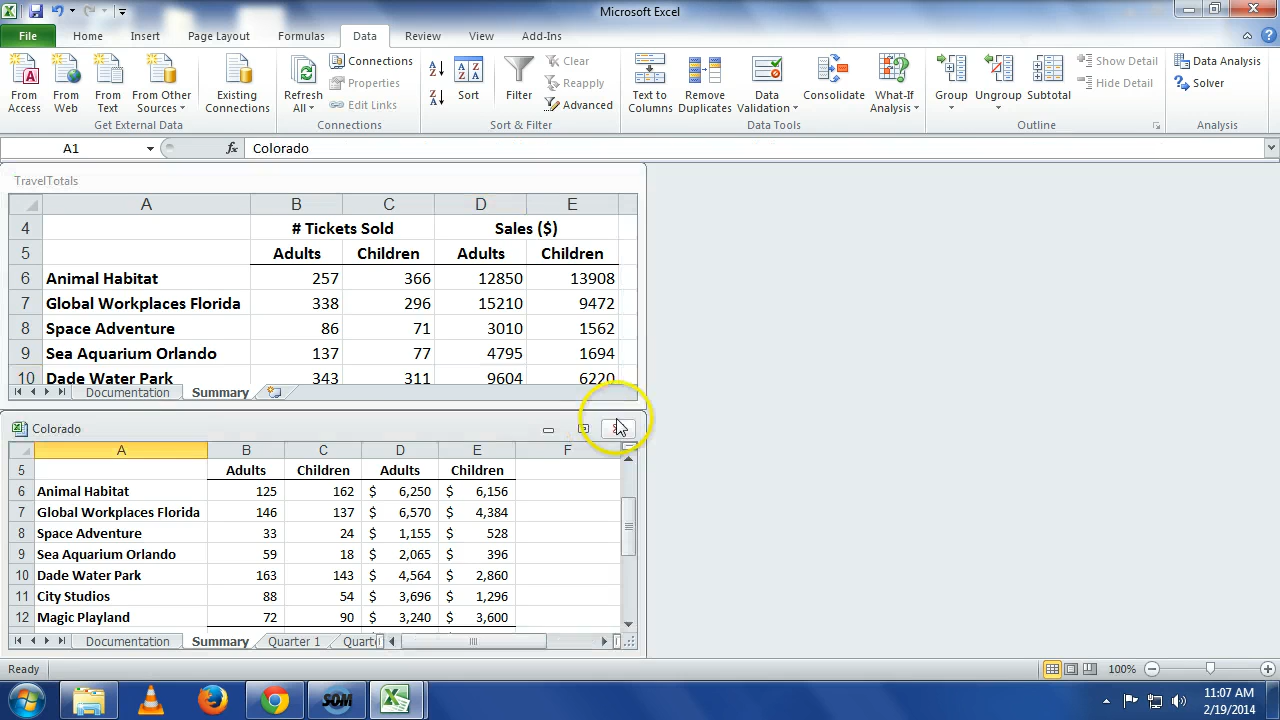 Microsoft Excel
File Home Insert Page Layout Formulas Data Review View Add-Ins
From Access
From Web
From Text
From Other Sources
Existing Connections
Get External Data
Refresh All
Connections
Properties
Edit Links
Connections
Sort
Filter
Clear
Reapply
Advanced
Sort & Filter
Text to Columns
Remove Duplicates
Data Validation
Consolidate
What-If Analysis
Data Tools
Group
Ungroup
Subtotal
Show Detail
Hide Detail
Outline
Data Analysis
Solver
Analysis
A1 fx Colorado
TravelTotals
A B C D E
4 # Tickets Sold Sales ($)
5 Adults Children Adults Children
6 Animal Habitat 257 366 12850 13908
7 Global Workplaces Florida 338 296 15210 9472
8 Space Adventure 86 71 3010 1562
9 Sea Aquarium Orlando 137 77 4795 1694
10 Dade Water Park 343 311 9604 6220
Documentation Summary
Colorado
A B C D E F
5 Adults Children Adults Children
6 Animal Habitat 125 162 $ 6,250 $ 6,156
7 Global Workplaces Florida 146 137 $ 6,570 $ 4,384
8 Space Adventure 33 24 $ 1,155 $ 528
9 Sea Aquarium Orlando 59 18 $ 2,065 $ 396
10 Dade Water Park 163 143 $ 4,564 $ 2,860
11 City Studios 88 54 $ 3,696 $ 1,296
12 Magic Playland 72 90 $ 3,240 $ 3,600
Documentation Summary Quarter 1 Quart
Ready 100%
SOM
11:07 AM
2/19/2014